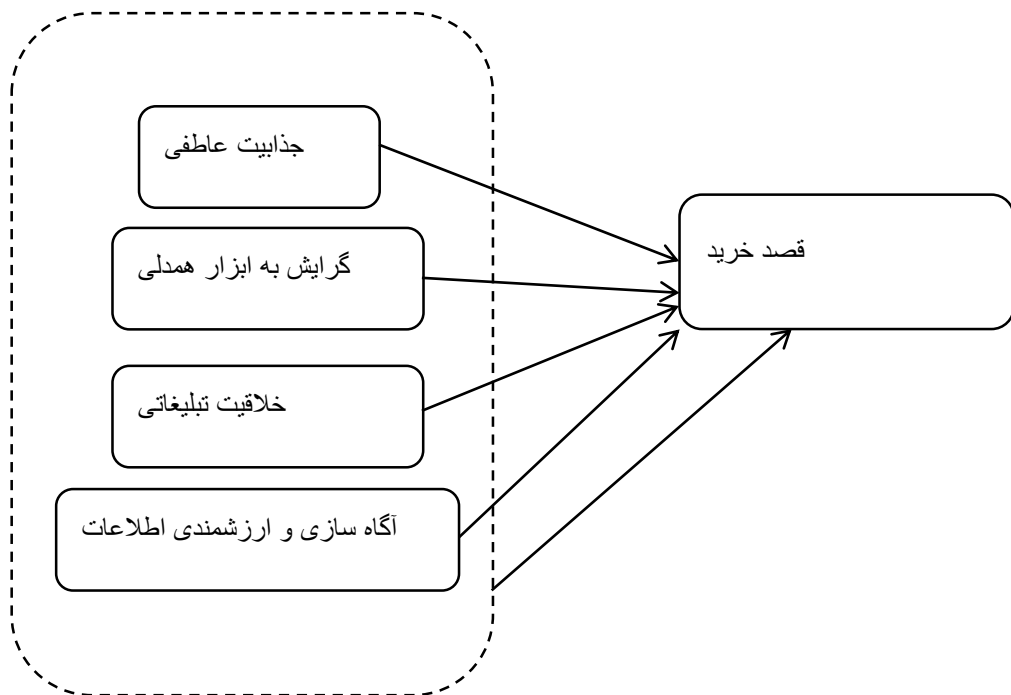 جذابیت عاطفی
گرایش به ابزار همدلی
خلاقیت تبلیغاتی
آگاه سازی و ارزشمندی اطلاعات
قصد خرید